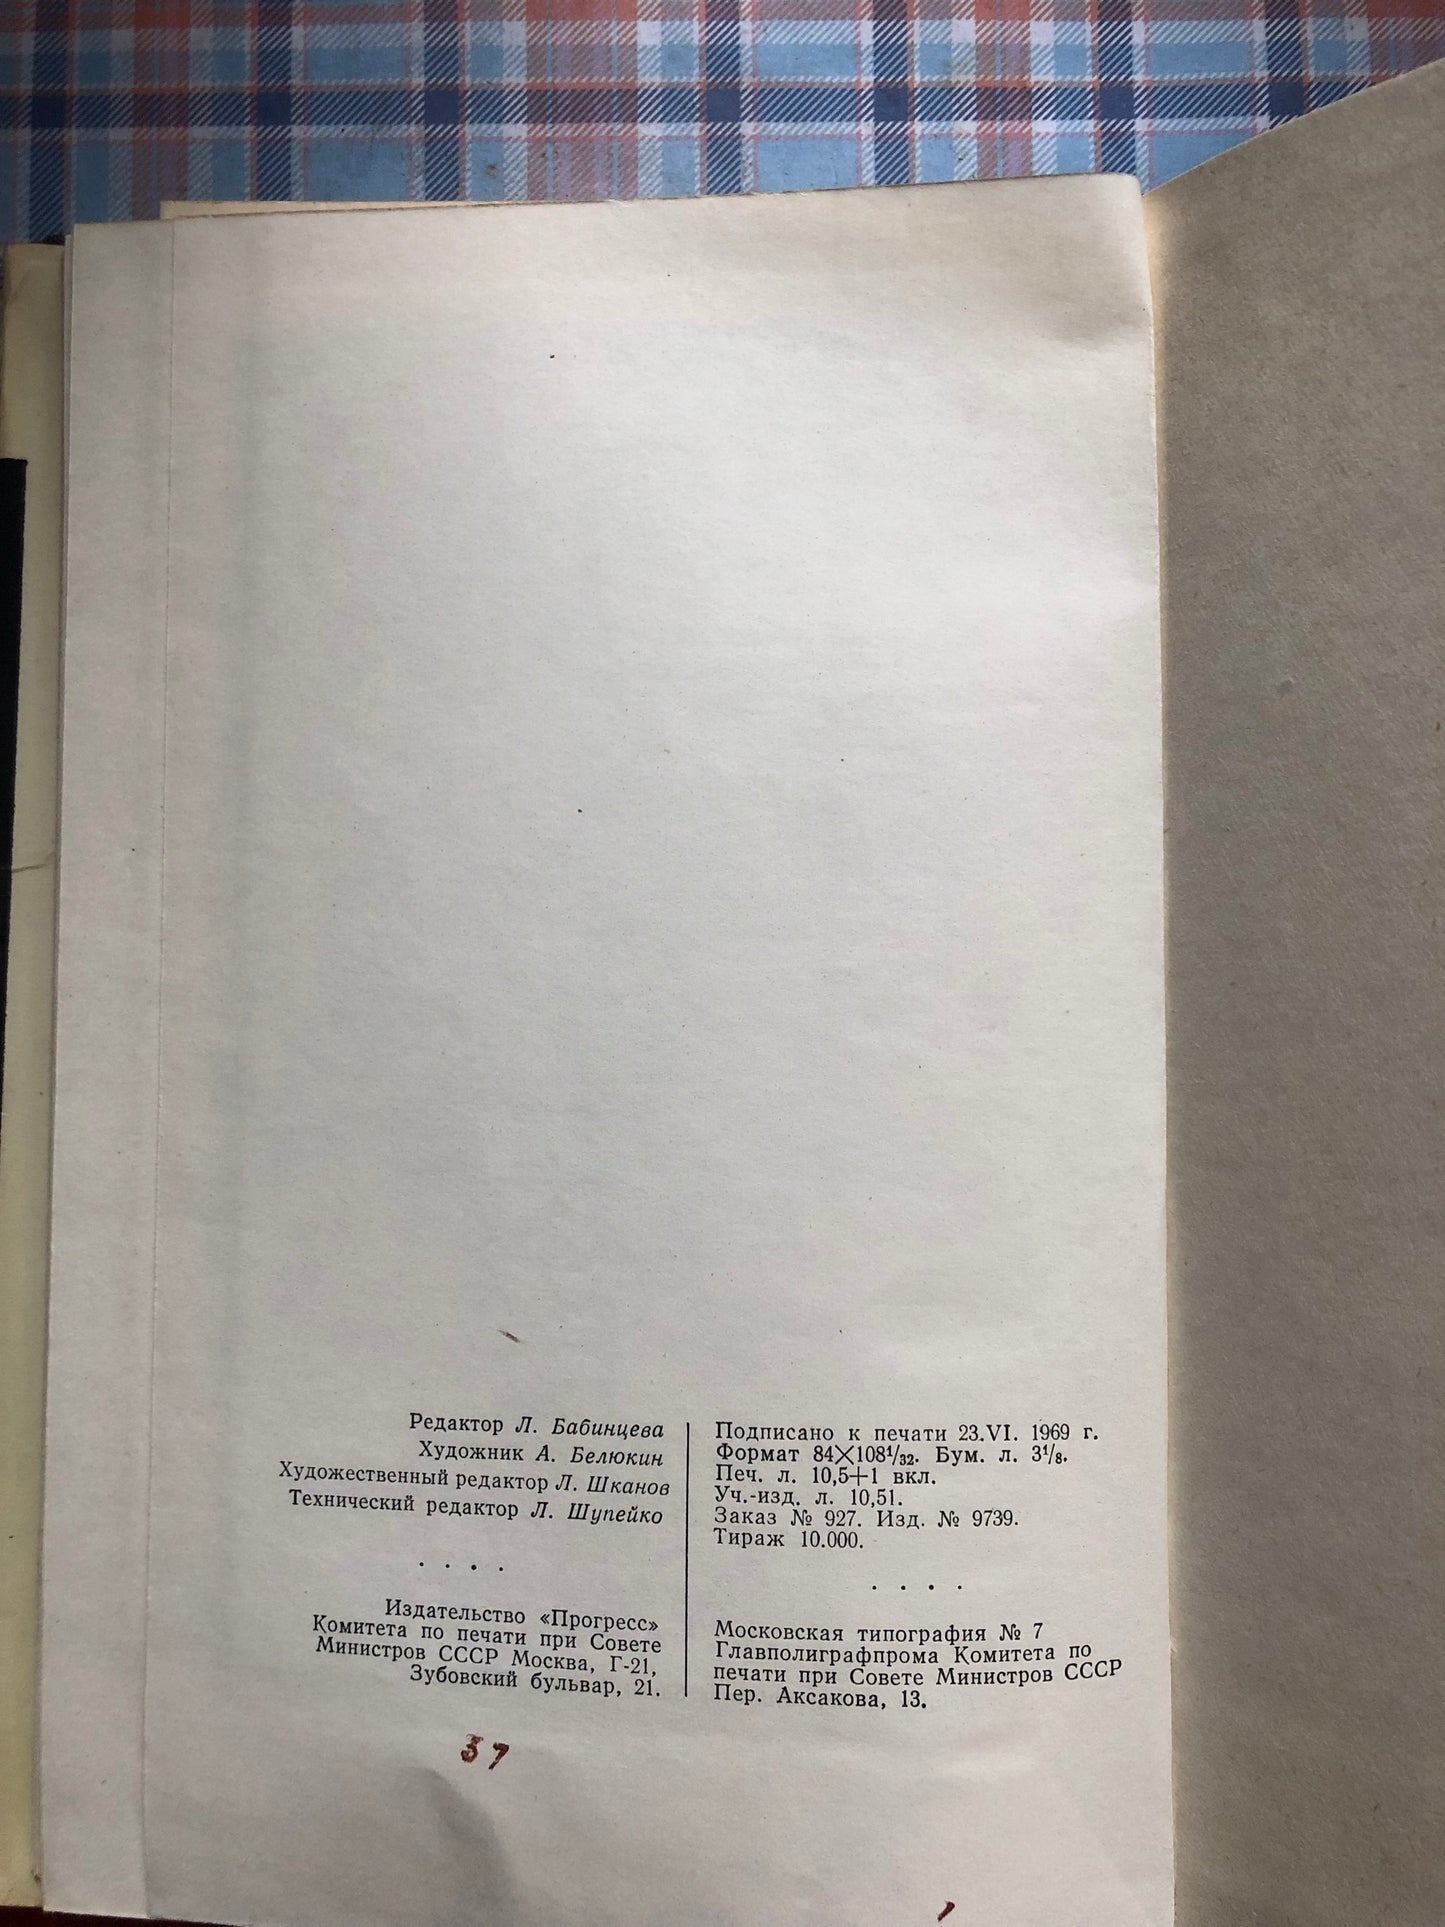 Редактор Л. Бабинцева
Художник А. Белюкин
Художественный редактор Л. Шканов
Технический редактор Л. Шупейко
. . . .
Издательство «Прогресс»
Комитета по печати при Совете
Министров СССР Москва, Г-21,
Зубовский бульвар, 21.
Подписано к печати 23.VI. 1969 г.
Формат 84×108¹/₃₂. Бум. л. 3¹/₈.
Печ. л. 10,5+1 вкл.
Уч.-изд. л. 10,51.
Заказ № 927. Изд. № 9739.
Тираж 10.000.
. . . .
Московская типография № 7
Главполиграфпрома Комитета по
печати при Совете Министров СССР
Пер. Аксакова, 13.
37